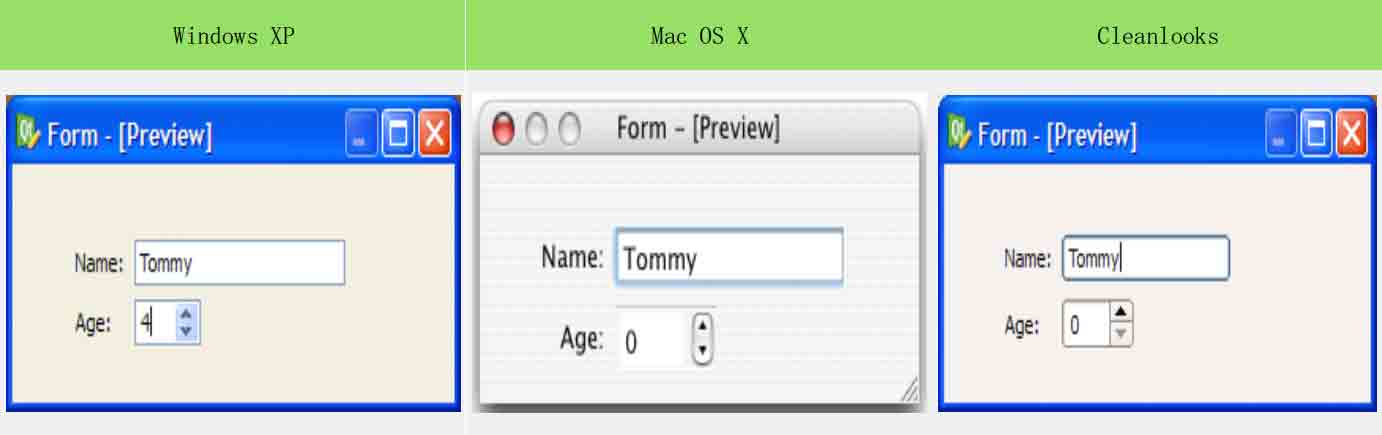 Windows XP
Mac OS X
Cleanlooks
Form - [Preview]
Name: Tommy
Age: 4
Form - [Preview]
Name: Tommy
Age: 0
Form - [Preview]
Name: Tommy
Age: 0